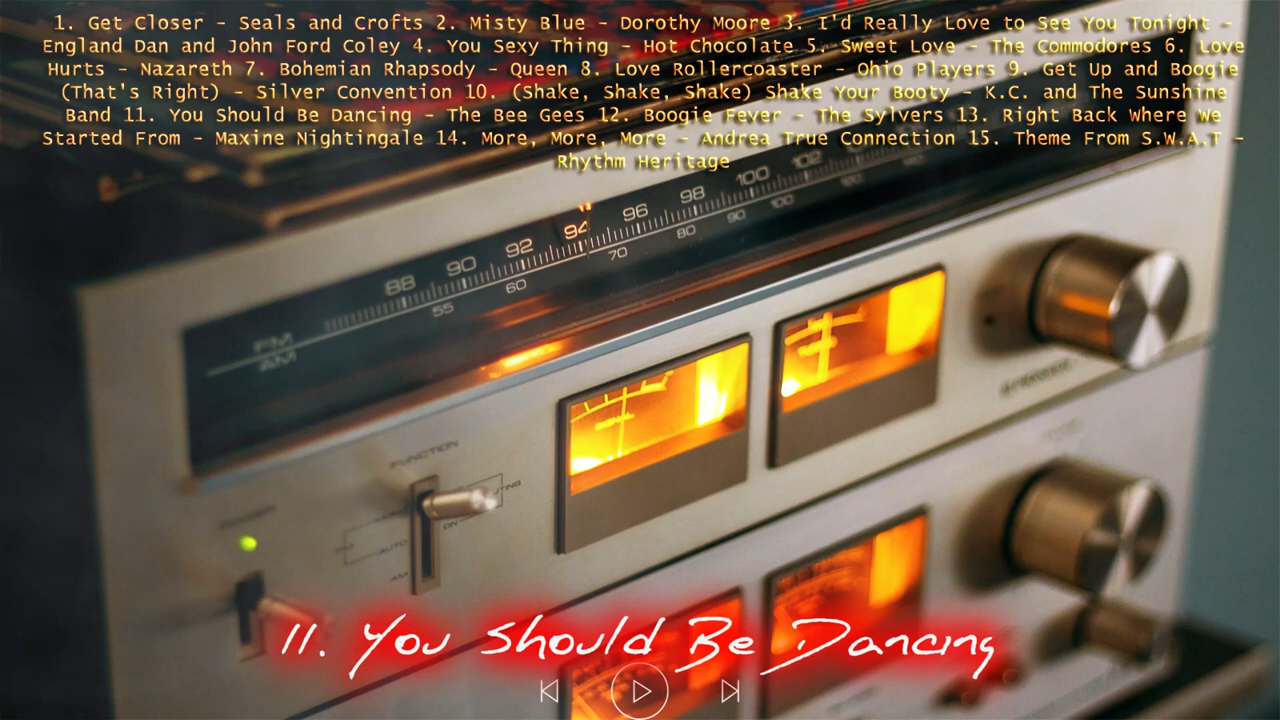 1. Get Closer - Seals and Crofts 2. Misty Blue - Dorothy Moore 3. I'd Really Love to See You Tonight -
England Dan and John Ford Coley 4. You Sexy Thing - Hot Chocolate 5. Sweet Love - The Commodores 6. Love
Hurts - Nazareth 7. Bohemian Rhapsody - Queen 8. Love Rollercoaster - Ohio Players 9. Get Up and Boogie
(That's Right) - Silver Convention 10. (Shake, Shake, Shake) Shake Your Booty - K.C. and The Sunshine
Band 11. You Should Be Dancing - The Bee Gees 12. Boogie Fever - The Sylvers 13. Right Back Where We
Started From - Maxine Nightingale 14. More, More, More - Andrea True Connection 15. Theme From S.W.A.T -
Rhythm Heritage
88 90 92 94 96 98 100 102
55 60 70 80 90 100
FM
AM
FUNCTION
ON
AUTO
AM
11. You Should Be Dancing